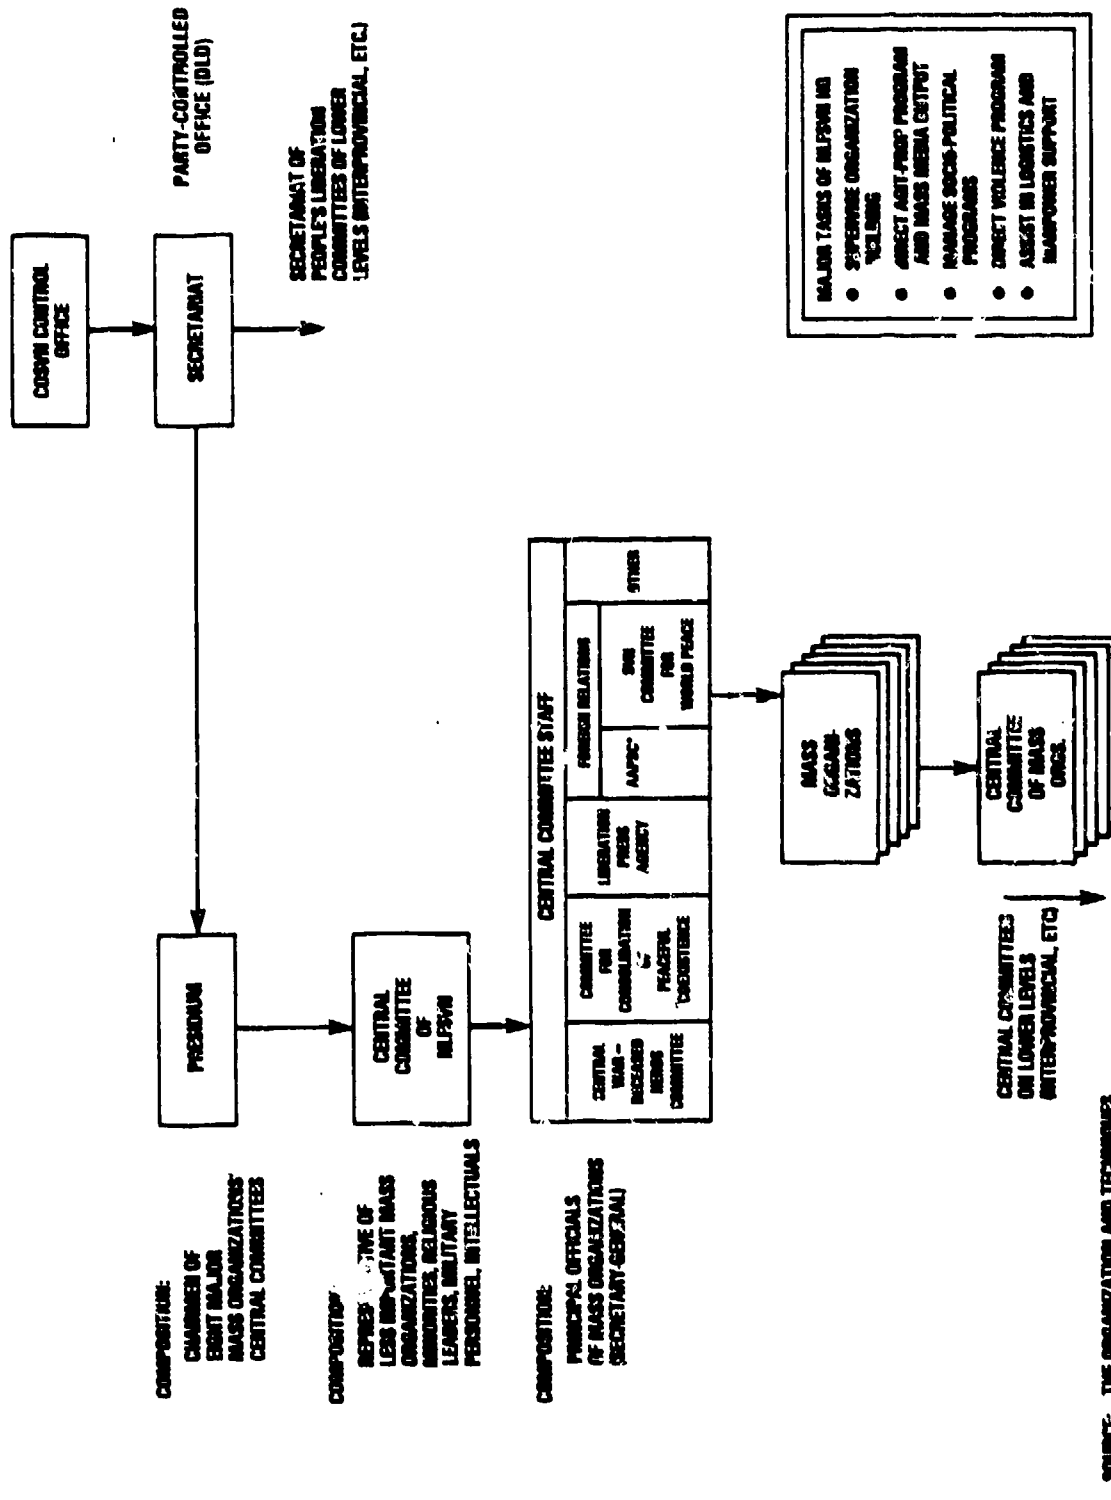 COSVN CONTROL
OFFICE
PARTY-CONTROLLED
OFFICE (DLD)
SECRETARIAT
SECRETARIAT OF
PEOPLE'S LIBERATION
COMMITTEES OF LOWER
LEVELS (INTERPROVINCIAL, ETC.)
COMPOSITION:
CHAIRMEN OF
EIGHT MAJOR
MASS ORGANIZATIONS'
CENTRAL COMMITTEES
PRESIDIUM
COMPOSITION
LESS IMPORTANT MASS
ORGANIZATIONS,
MINORITIES, RELIGIOUS
LEADERS, MILITARY
PERSONNEL, INTELLECTUALS
CENTRAL
COMMITTEE
OF
NLFSVN
COMPOSITION:
PRINCIPAL OFFICIALS
OF MASS ORGANIZATIONS
(SECRETARY-GENERAL)
CENTRAL COMMITTEE STAFF
CENTRAL
WAR –
DECEASED
HEROS
COMMITTEE
COMMITTEE
FOR
CONSOLIDATION
OF
PEACEFUL
COEXISTENCE
LIBERATION
PRESS
AGENCY
FOREIGN RELATIONS
AAPSC*
SVN
COMMITTEE
FOR
WORLD PEACE
OTHER
MASS
ORGANI-
ZATIONS
CENTRAL
COMMITTEE
OF MASS
ORGS.
CENTRAL COMMITTEES
ON LOWER LEVELS
(INTERPROVINCIAL, ETC)
MAJOR TASKS OF NLFSVN HQ
● SUPERVISE ORGANIZATION
BUILDING
● DIRECT AGIT-PROP PROGRAM
AND MASS MEDIA OUTPUT
● MANAGE SOCIO-POLITICAL
PROGRAMS
● DIRECT VIOLENCE PROGRAM
● ASSIST IN LOGISTICS AND
MANPOWER SUPPORT
SOURCE: THE ORGANIZATION AND TECHNIQUES